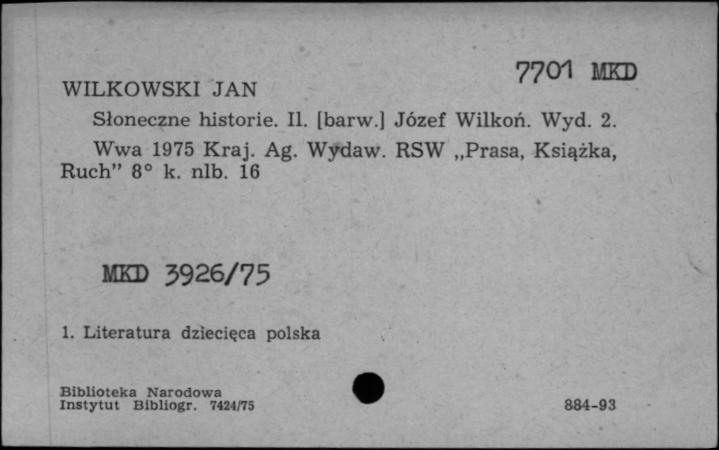 7701 MKD
WILKOWSKI JAN
Słoneczne historie. Il. [barw.] Józef Wilkoń. Wyd. 2.
Wwa 1975 Kraj. Ag. Wydaw. RSW „Prasa, Książka,
Ruch” 8° k. nlb. 16
MKD 3926/75
1. Literatura dziecięca polska
Biblioteka Narodowa
Instytut Bibliogr. 7424/75
884-93